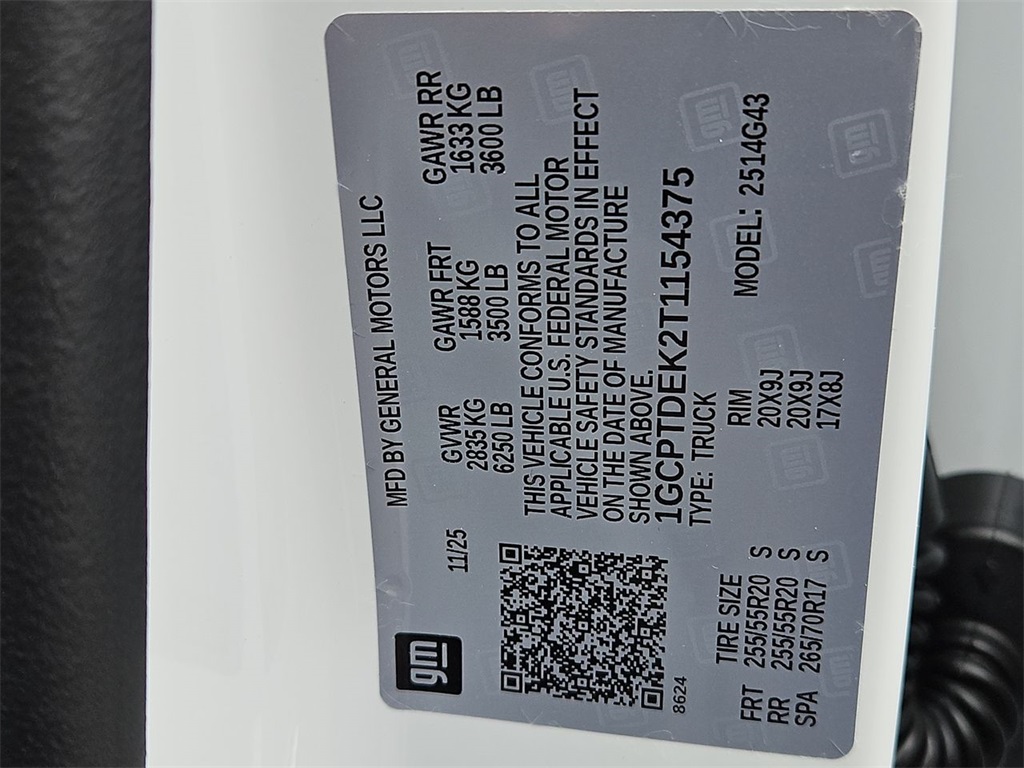 gm
MFD BY GENERAL MOTORS LLC
11/25
GVWR GAWR FRT GAWR RR
2835 KG 1588 KG 1633 KG
6250 LB 3500 LB 3600 LB
THIS VEHICLE CONFORMS TO ALL
APPLICABLE U.S. FEDERAL MOTOR
VEHICLE SAFETY STANDARDS IN EFFECT
ON THE DATE OF MANUFACTURE
SHOWN ABOVE.
1GCPTDEK2T1154375
TYPE: TRUCK
8624
MODEL: 2514G43
TIRE SIZE RIM
FRT 255/55R20 S 20X9J
RR 255/55R20 S 20X9J
SPA 265/70R17 S 17X8J